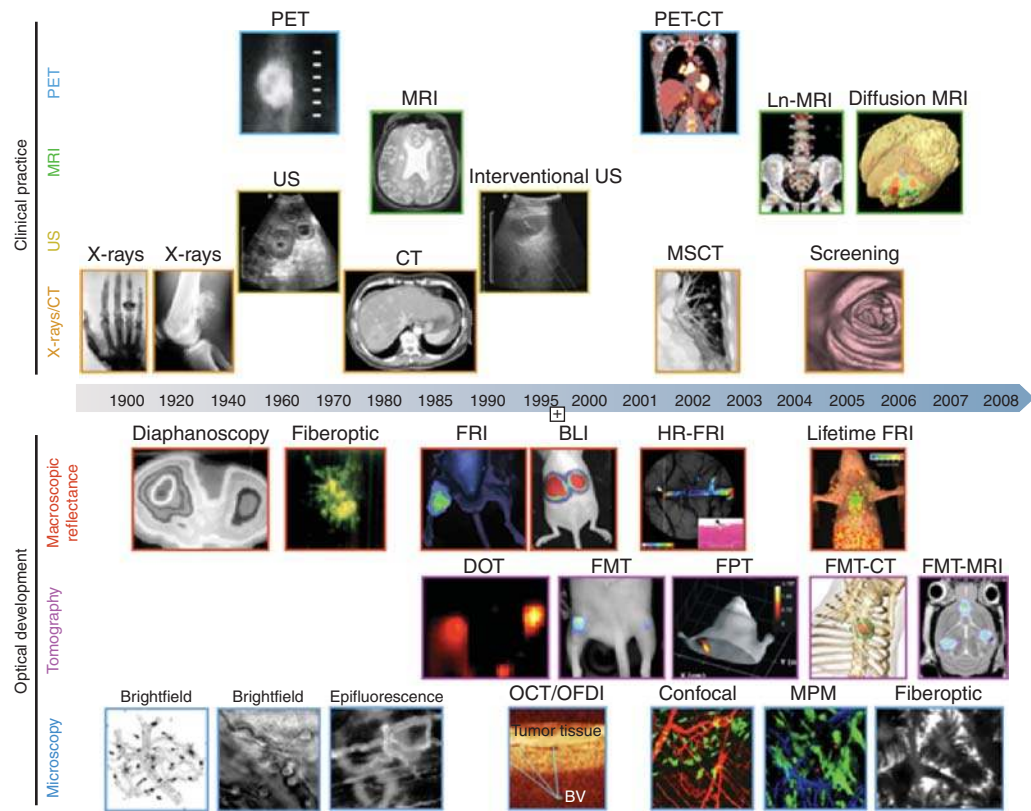 PET
PET-CT
MRI
Ln-MRI
Diffusion MRI
US
Interventional US
X-rays
X-rays
CT
MSCT
Screening
Clinical practice
PET
MRI
US
X-rays/CT
1900 1920 1940 1960 1970 1985 1990 1995 2000 2001 2002 2003 2004 2005 2006 2007 2008
+
Diaphanoscopy
Fiberoptic
FRI
BLI
HR-FRI
Lifetime FRI
DOT
FMT
FPT
FMT-CT
FMT-MRI
Brightfield
Brightfield
Epifluorescence
OCT/OFDI
Confocal
MPM
Fiberoptic
Tumor tissue
BV
Optical development
Macroscopic
reflectance
Tomography
Microscopy